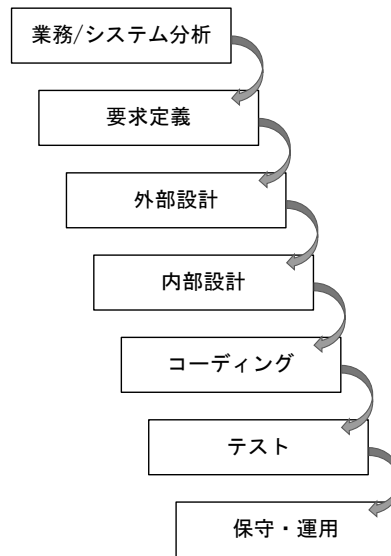 業務/システム分析
要求定義
外部設計
内部設計
コーディング
テスト
保守・運用